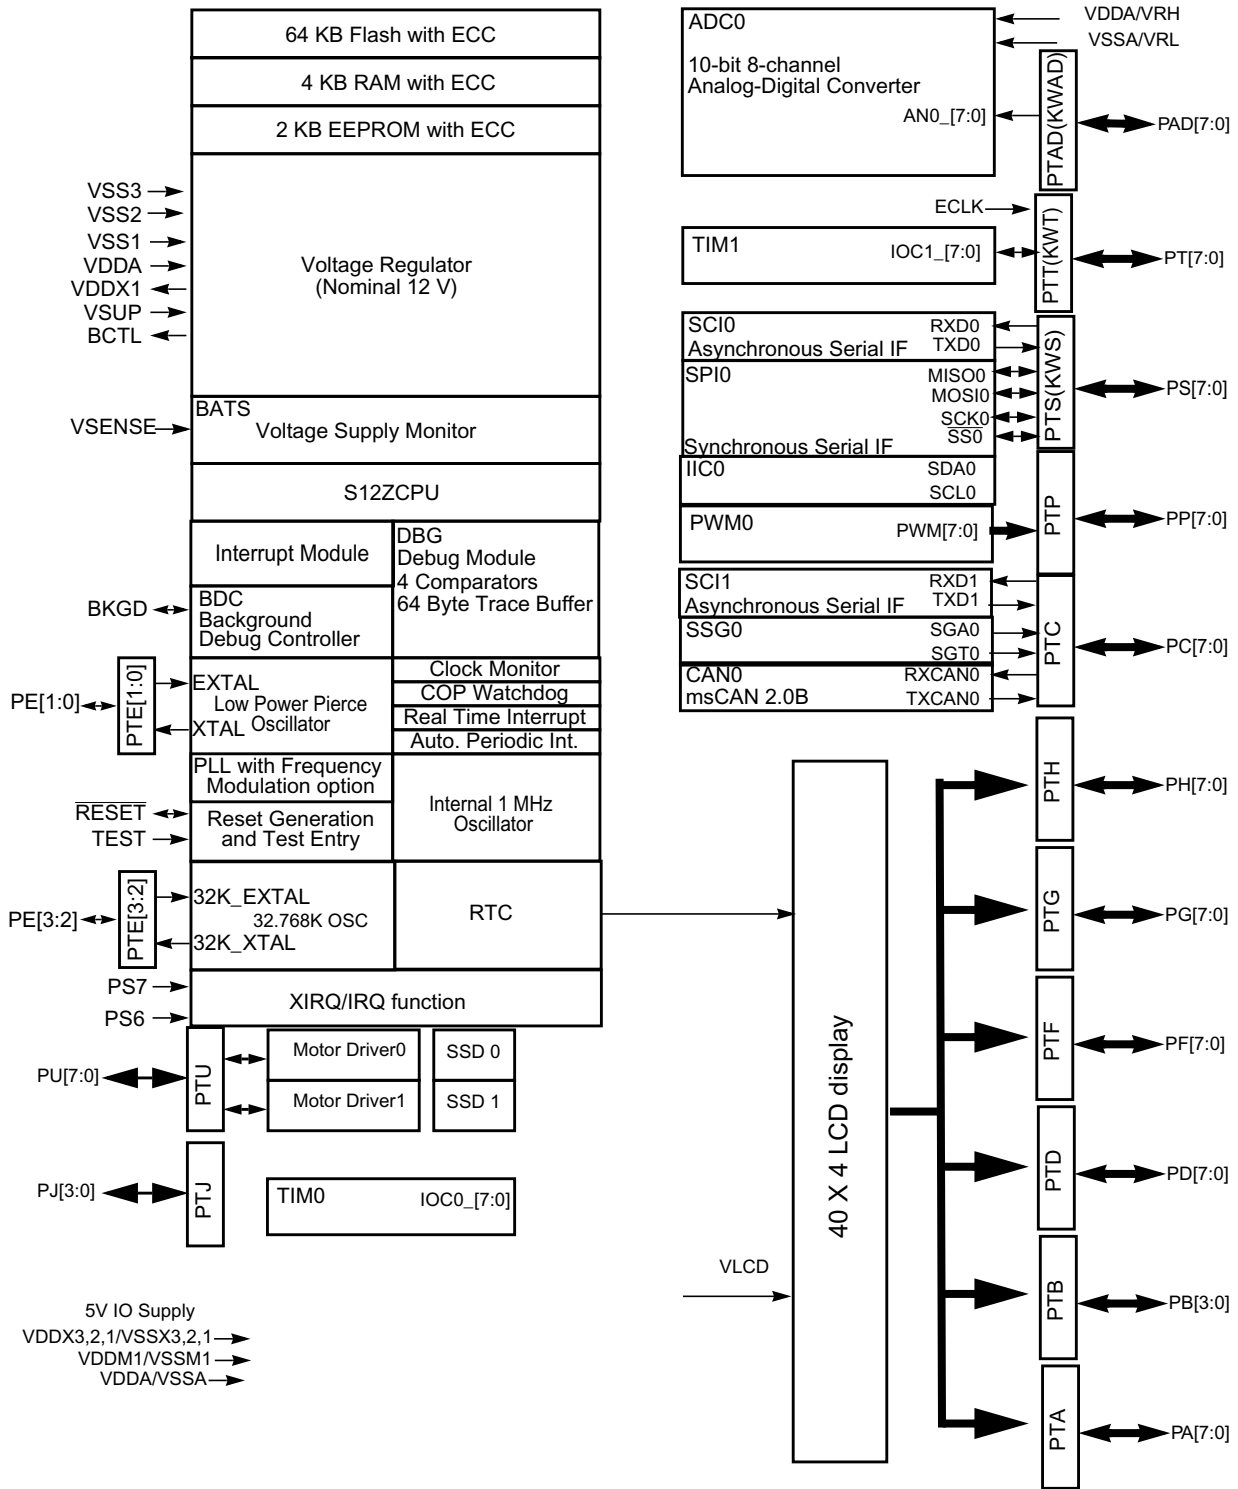 64 KB Flash with ECC
4 KB RAM with ECC
2 KB EEPROM with ECC
VSS3
VSS2
VSS1
VDDA
VDDX1
VSUP
BCTL
Voltage Regulator
(Nominal 12 V)
VSENSE
BATS
Voltage Supply Monitor
S12ZCPU
Interrupt Module
DBG
Debug Module
4 Comparators
64 Byte Trace Buffer
BKGD
BDC
Background
Debug Controller
PE[1:0]
PTE[1:0]
EXTAL
Low Power Pierce
Oscillator
XTAL
Clock Monitor
COP Watchdog
Real Time Interrupt
Auto. Periodic Int.
PLL with Frequency
Modulation option
RESET
TEST
Reset Generation
and Test Entry
Internal 1 MHz
Oscillator
PE[3:2]
PTE[3:2]
32K_EXTAL
32.768K OSC
32K_XTAL
RTC
PS7
PS6
XIRQ/IRQ function
PU[7:0]
PTU
Motor Driver0
SSD 0
Motor Driver1
SSD 1
PJ[3:0]
PTJ
TIM0
IOC0_[7:0]
5V IO Supply
VDDX3,2,1/VSSX3,2,1
VDDM1/VSSM1
VDDA/VSSA
ADC0
10-bit 8-channel
Analog-Digital Converter
AN0_[7:0]
VDDA/VRH
VSSA/VRL
PTAD(KWAD)
PAD[7:0]
ECLK
TIM1
IOC1_[7:0]
PTT(KWT)
PT[7:0]
SCI0
Asynchronous Serial IF
RXD0
TXD0
SPI0
Synchronous Serial IF
MISO0
MOSI0
SCK0
SS0
PTS(KWS)
PS[7:0]
IIC0
SDA0
SCL0
PWM0
PWM[7:0]
PTP
PP[7:0]
SCI1
Asynchronous Serial IF
RXD1
TXD1
SSG0
SGA0
SGT0
CAN0
msCAN 2.0B
RXCAN0
TXCAN0
PTC
PC[7:0]
40 X 4 LCD display
VLCD
PTH
PH[7:0]
PTG
PG[7:0]
PTF
PF[7:0]
PTD
PD[7:0]
PTB
PB[3:0]
PTA
PA[7:0]